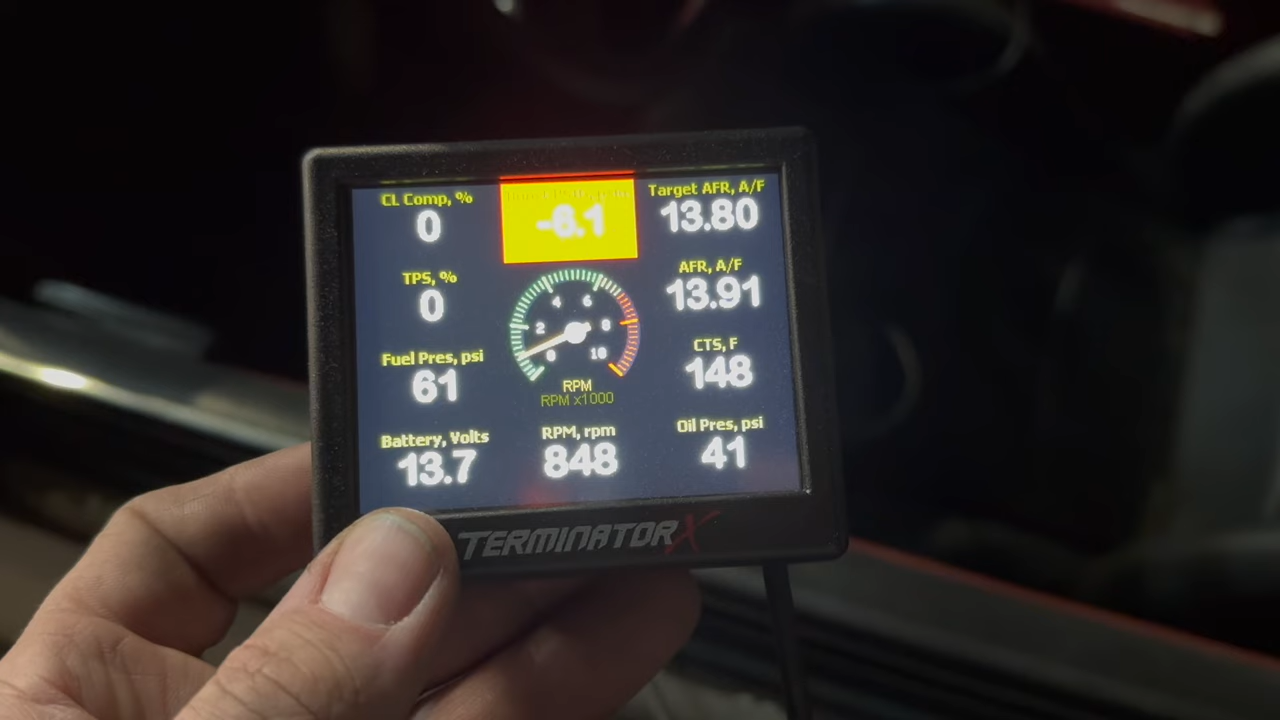 CL Comp, %
0
TPS, %
0
Fuel Pres, psi
61
Battery, Volts
13.7
-6.1
4 6
2 8
0 10
RPM
RPM x1000
RPM, rpm
848
Target AFR, A/F
13.80
AFR, A/F
13.91
CTS, F
148
Oil Pres, psi
41
TERMINATOR X